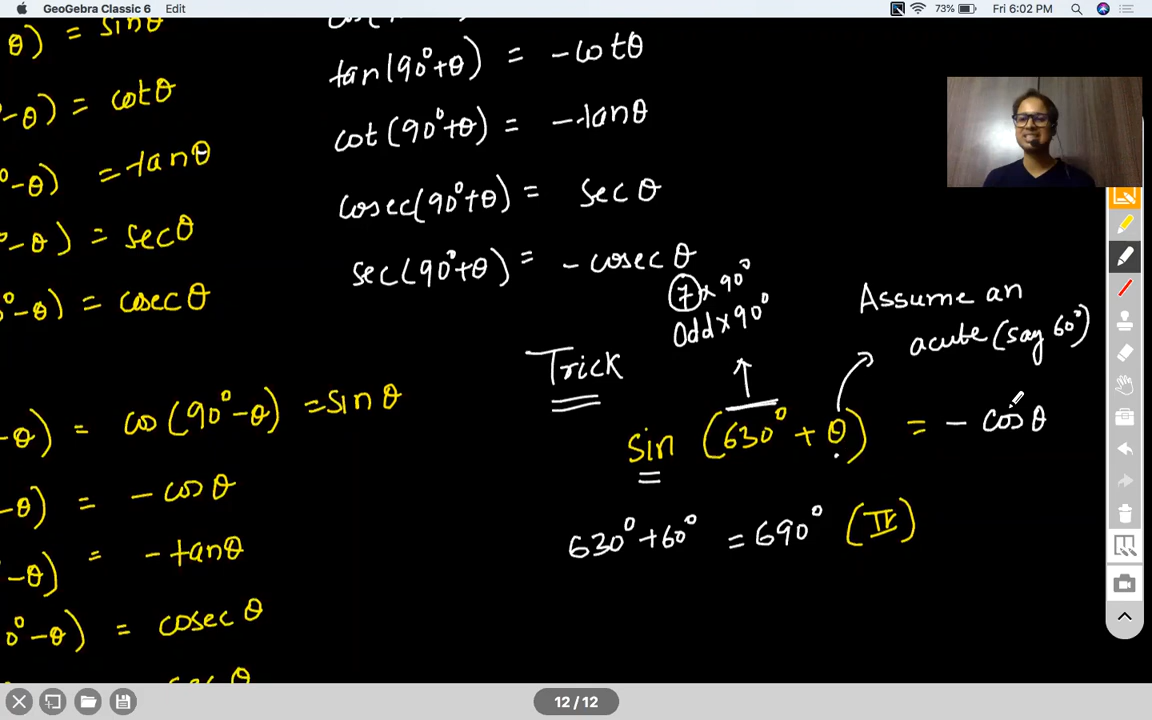 GeoGebra Classic 6 File Edit 73% Fri 6:02 PM
θ) = sinθ
tan(90°+θ) = -cotθ
°-θ) = cotθ
cot(90°+θ) = -tanθ
°-θ) = tanθ
cosec(90°+θ) = secθ
°-θ) = secθ
sec(90°+θ) = -cosecθ
°-θ) = cosecθ
7×90°
Odd×90°
Assume an
acute (say 60°)
Trick
-θ) = cos(90°-θ) = sinθ
sin(630°+θ) = -cosθ
-θ) = -cosθ
630°+60° = 690° (IV)
-θ) = -tanθ
0°-θ) = cosecθ
12 / 12